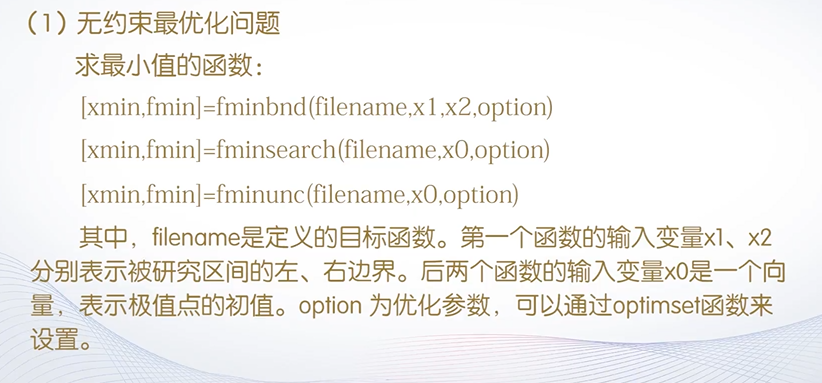 （1）无约束最优化问题
求最小值的函数：
[xmin,fmin]=fminbnd(filename,x1,x2,option)
[xmin,fmin]=fminsearch(filename,x0,option)
[xmin,fmin]=fminunc(filename,x0,option)
其中，filename是定义的目标函数。第一个函数的输入变量x1、x2
分别表示被研究区间的左、右边界。后两个函数的输入变量x0是一个向
量，表示极值点的初值。option 为优化参数，可以通过optimset函数来
设置。